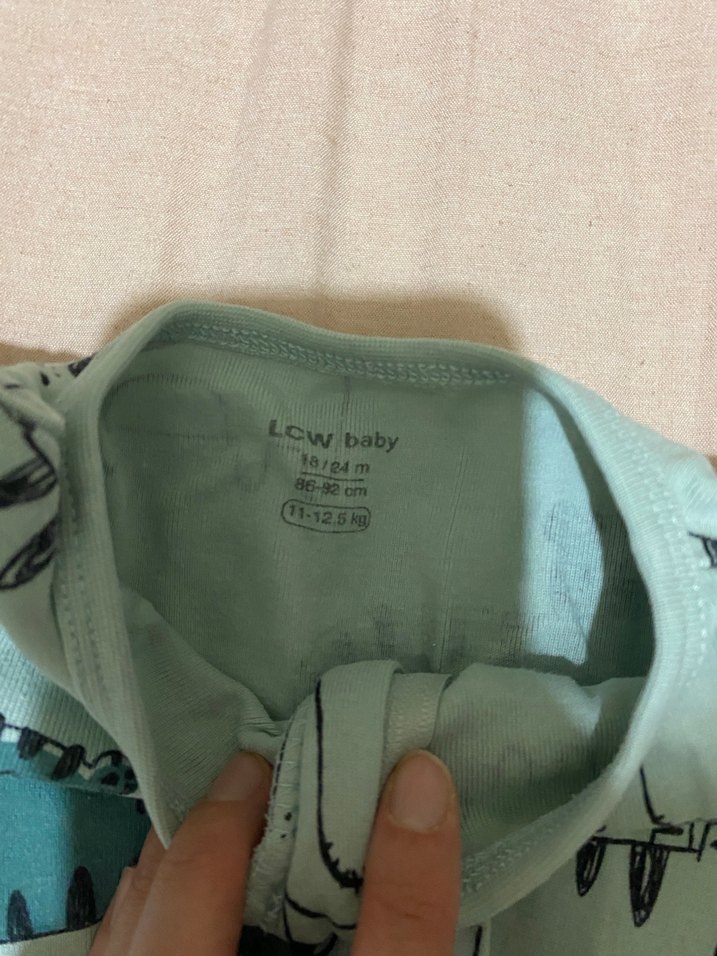 LCW baby
18/24 m
86-92 cm
11-12.5 kg